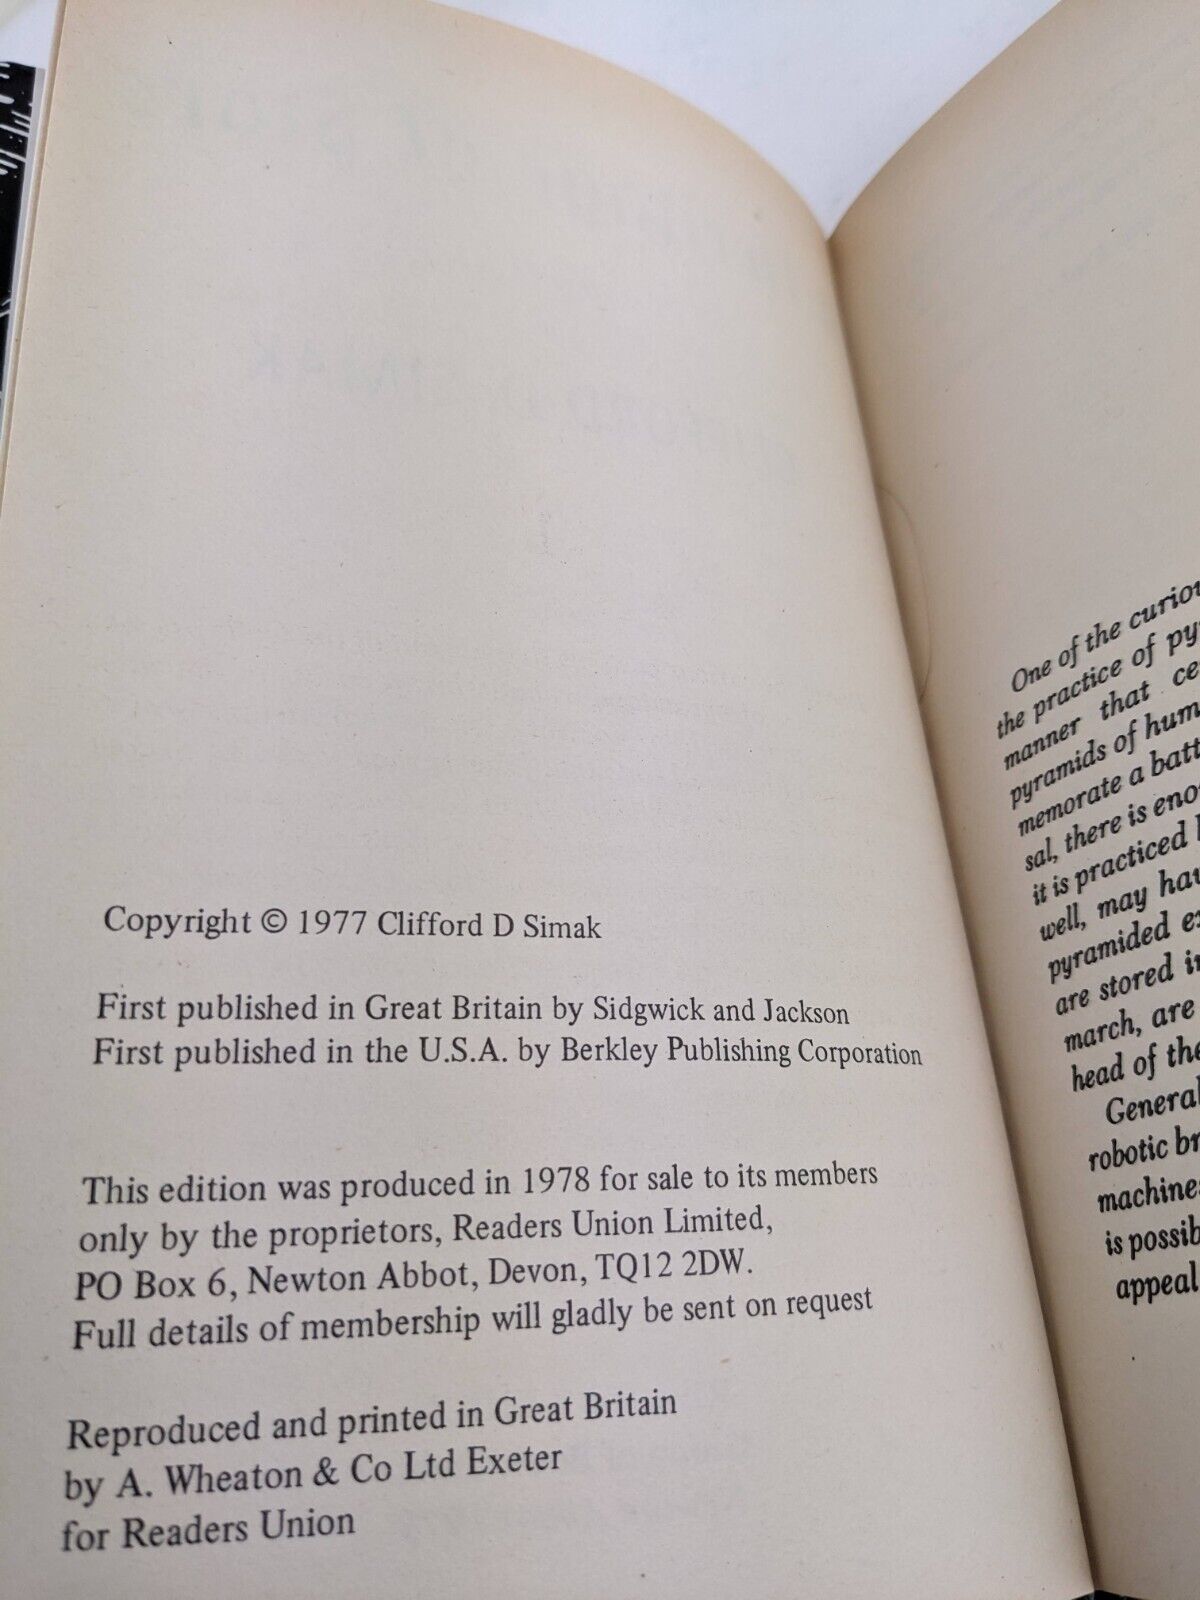 Copyright © 1977 Clifford D Simak
First published in Great Britain by Sidgwick and Jackson
First published in the U.S.A. by Berkley Publishing Corporation
This edition was produced in 1978 for sale to its members
only by the proprietors, Readers Union Limited,
PO Box 6, Newton Abbot, Devon, TQ12 2DW.
Full details of membership will gladly be sent on request
Reproduced and printed in Great Britain
by A. Wheaton & Co Ltd Exeter
for Readers Union
One of the
the practice of
manner that
pyramids of
memorate a
sal, there is
it is practiced
well, may
pyramided
are stored
march, are
head of the
General
robotic
machine
is
appeal